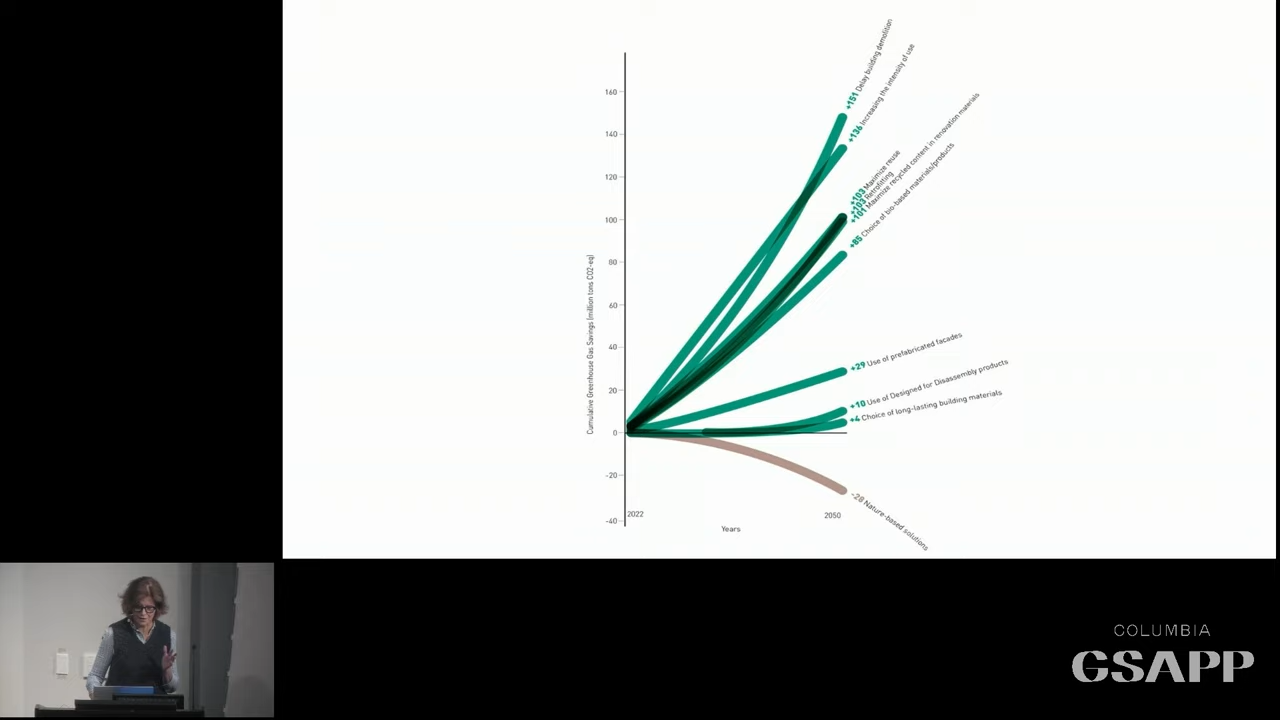 +151 Delay building demolition
+136 Increasing the intensity of use
+103 Maximize reuse
+103 Retrofitting
+101 Maximize recycled content in renovation materials
+85 Choice of bio-based materials/products
+29 Use of prefabricated facades
+10 Use of Designed for Disassembly products
+4 Choice of long-lasting building materials
-28 Nature-based solutions
Cumulative Greenhouse Gas Savings (million tons CO2-eq)
160
140
120
100
80
60
40
20
0
-20
-40
2022
2050
Years
COLUMBIA
GSAPP